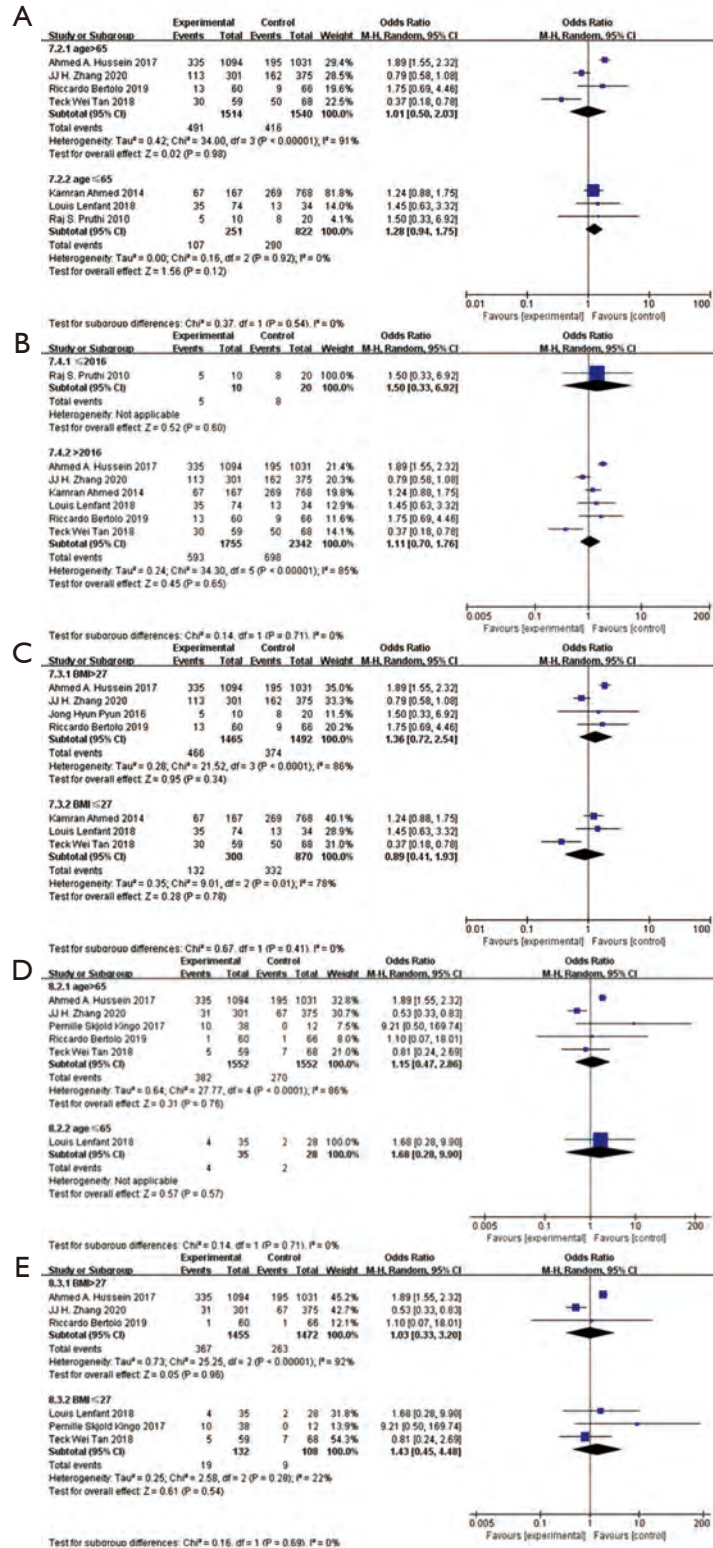 A
Experimental Control Odds Ratio Odds Ratio
Study or Subgroup Events Total Events Total Weight M-H, Random, 95% CI M-H, Random, 95% CI
7.2.1 age>65
Ahmed A. Hussein 2017 335 1094 195 1031 29.4% 1.89 [1.55, 2.32]
JJ H. Zhang 2020 113 301 162 375 28.5% 0.79 [0.58, 1.08]
Riccardo Bertolo 2019 13 60 9 66 19.6% 1.75 [0.69, 4.46]
Teck Wei Tan 2018 30 59 50 68 22.5% 0.37 [0.18, 0.78]
Subtotal (95% CI) 1514 1540 100.0% 1.01 [0.50, 2.03]
Total events 491 416
Heterogeneity: Tau² = 0.42; Chi² = 34.00, df = 3 (P < 0.00001); I² = 91%
Test for overall effect: Z = 0.02 (P = 0.98)
7.2.2 age≤65
Kamran Ahmed 2014 67 167 269 768 81.8% 1.24 [0.88, 1.75]
Louis Lenfant 2018 35 74 13 34 14.0% 1.45 [0.63, 3.32]
Raj S. Pruthi 2010 5 10 8 20 4.1% 1.50 [0.33, 6.92]
Subtotal (95% CI) 251 822 100.0% 1.28 [0.94, 1.75]
Total events 107 290
Heterogeneity: Tau² = 0.00; Chi² = 0.16, df = 2 (P = 0.92); I² = 0%
Test for overall effect: Z = 1.56 (P = 0.12)
0.01 0.1 1 10 100
Favours [experimental] Favours [control]
Test for subgroup differences: Chi² = 0.37, df = 1 (P = 0.54), I² = 0%
B
Experimental Control Odds Ratio Odds Ratio
Study or Subgroup Events Total Events Total Weight M-H, Random, 95% CI M-H, Random, 95% CI
7.4.1 ≤2016
Raj S. Pruthi 2010 5 10 8 20 100.0% 1.50 [0.33, 6.92]
Subtotal (95% CI) 10 20 100.0% 1.50 [0.33, 6.92]
Total events 5 8
Heterogeneity: Not applicable
Test for overall effect: Z = 0.52 (P = 0.60)
7.4.2 >2016
Ahmed A. Hussein 2017 335 1094 195 1031 21.4% 1.89 [1.55, 2.32]
JJ H. Zhang 2020 113 301 162 375 20.3% 0.79 [0.58, 1.08]
Kamran Ahmed 2014 67 167 269 768 19.8% 1.24 [0.88, 1.75]
Louis Lenfant 2018 35 74 13 34 12.9% 1.45 [0.63, 3.32]
Riccardo Bertolo 2019 13 60 9 66 11.6% 1.75 [0.69, 4.46]
Teck Wei Tan 2018 30 59 50 68 14.1% 0.37 [0.18, 0.78]
Subtotal (95% CI) 1755 2342 100.0% 1.11 [0.70, 1.76]
Total events 593 698
Heterogeneity: Tau² = 0.24; Chi² = 34.30, df = 5 (P < 0.00001); I² = 85%
Test for overall effect: Z = 0.45 (P = 0.65)
0.005 0.1 1 10 200
Favours [experimental] Favours [control]
Test for subgroup differences: Chi² = 0.14, df = 1 (P = 0.71), I² = 0%
C
Experimental Control Odds Ratio Odds Ratio
Study or Subgroup Events Total Events Total Weight M-H, Random, 95% CI M-H, Random, 95% CI
7.3.1 BMI>27
Ahmed A. Hussein 2017 335 1094 195 1031 35.0% 1.89 [1.55, 2.32]
JJ H. Zhang 2020 113 301 162 375 33.3% 0.79 [0.58, 1.08]
Jong Hyun Pyun 2016 5 10 8 20 11.5% 1.50 [0.33, 6.92]
Riccardo Bertolo 2019 13 60 9 66 20.2% 1.75 [0.69, 4.46]
Subtotal (95% CI) 1465 1492 100.0% 1.36 [0.72, 2.54]
Total events 466 374
Heterogeneity: Tau² = 0.28; Chi² = 21.52, df = 3 (P < 0.0001); I² = 86%
Test for overall effect: Z = 0.95 (P = 0.34)
7.3.2 BMI ≤27
Kamran Ahmed 2014 67 167 269 768 40.1% 1.24 [0.88, 1.75]
Louis Lenfant 2018 35 74 13 34 28.9% 1.45 [0.63, 3.32]
Teck Wei Tan 2018 30 59 50 68 31.0% 0.37 [0.18, 0.78]
Subtotal (95% CI) 300 870 100.0% 0.89 [0.41, 1.93]
Total events 132 332
Heterogeneity: Tau² = 0.35; Chi² = 9.01, df = 2 (P = 0.01); I² = 78%
Test for overall effect: Z = 0.28 (P = 0.78)
0.01 0.1 1 10 100
Favours [experimental] Favours [control]
Test for subgroup differences: Chi² = 0.67, df = 1 (P = 0.41), I² = 0%
D
Experimental Control Odds Ratio Odds Ratio
Study or Subgroup Events Total Events Total Weight M-H, Random, 95% CI M-H, Random, 95% CI
8.2.1 age>65
Ahmed A. Hussein 2017 335 1094 195 1031 32.8% 1.89 [1.55, 2.32]
JJ H. Zhang 2020 31 301 67 375 30.7% 0.53 [0.33, 0.83]
Pernille Skjold Kingo 2017 10 38 0 12 7.5% 9.21 [0.50, 169.74]
Riccardo Bertolo 2019 1 60 1 66 8.0% 1.10 [0.07, 18.01]
Teck Wei Tan 2018 5 59 7 68 21.0% 0.81 [0.24, 2.69]
Subtotal (95% CI) 1552 1552 100.0% 1.15 [0.47, 2.86]
Total events 382 270
Heterogeneity: Tau² = 0.64; Chi² = 27.77, df = 4 (P < 0.0001); I² = 86%
Test for overall effect: Z = 0.31 (P = 0.76)
8.2.2 age ≤65
Louis Lenfant 2018 4 35 2 28 100.0% 1.68 [0.28, 9.90]
Subtotal (95% CI) 35 28 100.0% 1.68 [0.28, 9.90]
Total events 4 2
Heterogeneity: Not applicable
Test for overall effect: Z = 0.57 (P = 0.57)
0.005 0.1 1 10 200
Favours [experimental] Favours [control]
Test for subgroup differences: Chi² = 0.14, df = 1 (P = 0.71), I² = 0%
E
Experimental Control Odds Ratio Odds Ratio
Study or Subgroup Events Total Events Total Weight M-H, Random, 95% CI M-H, Random, 95% CI
8.3.1 BMI>27
Ahmed A. Hussein 2017 335 1094 195 1031 45.2% 1.89 [1.55, 2.32]
JJ H. Zhang 2020 31 301 67 375 42.7% 0.53 [0.33, 0.83]
Riccardo Bertolo 2019 1 60 1 66 12.1% 1.10 [0.07, 18.01]
Subtotal (95% CI) 1455 1472 100.0% 1.03 [0.33, 3.20]
Total events 367 263
Heterogeneity: Tau² = 0.73; Chi² = 25.25, df = 2 (P < 0.00001); I² = 92%
Test for overall effect: Z = 0.05 (P = 0.96)
8.3.2 BMI≤27
Louis Lenfant 2018 4 35 2 28 31.8% 1.68 [0.28, 9.90]
Pernille Skjold Kingo 2017 10 38 0 12 13.9% 9.21 [0.50, 169.74]
Teck Wei Tan 2018 5 59 7 68 54.3% 0.81 [0.24, 2.69]
Subtotal (95% CI) 132 108 100.0% 1.43 [0.45, 4.48]
Total events 19 9
Heterogeneity: Tau² = 0.25; Chi² = 2.58, df = 2 (P = 0.28); I² = 22%
Test for overall effect: Z = 0.61 (P = 0.54)
0.005 0.1 1 10 200
Favours [experimental] Favours [control]
Test for subgroup differences: Chi² = 0.16, df = 1 (P = 0.69), I² = 0%